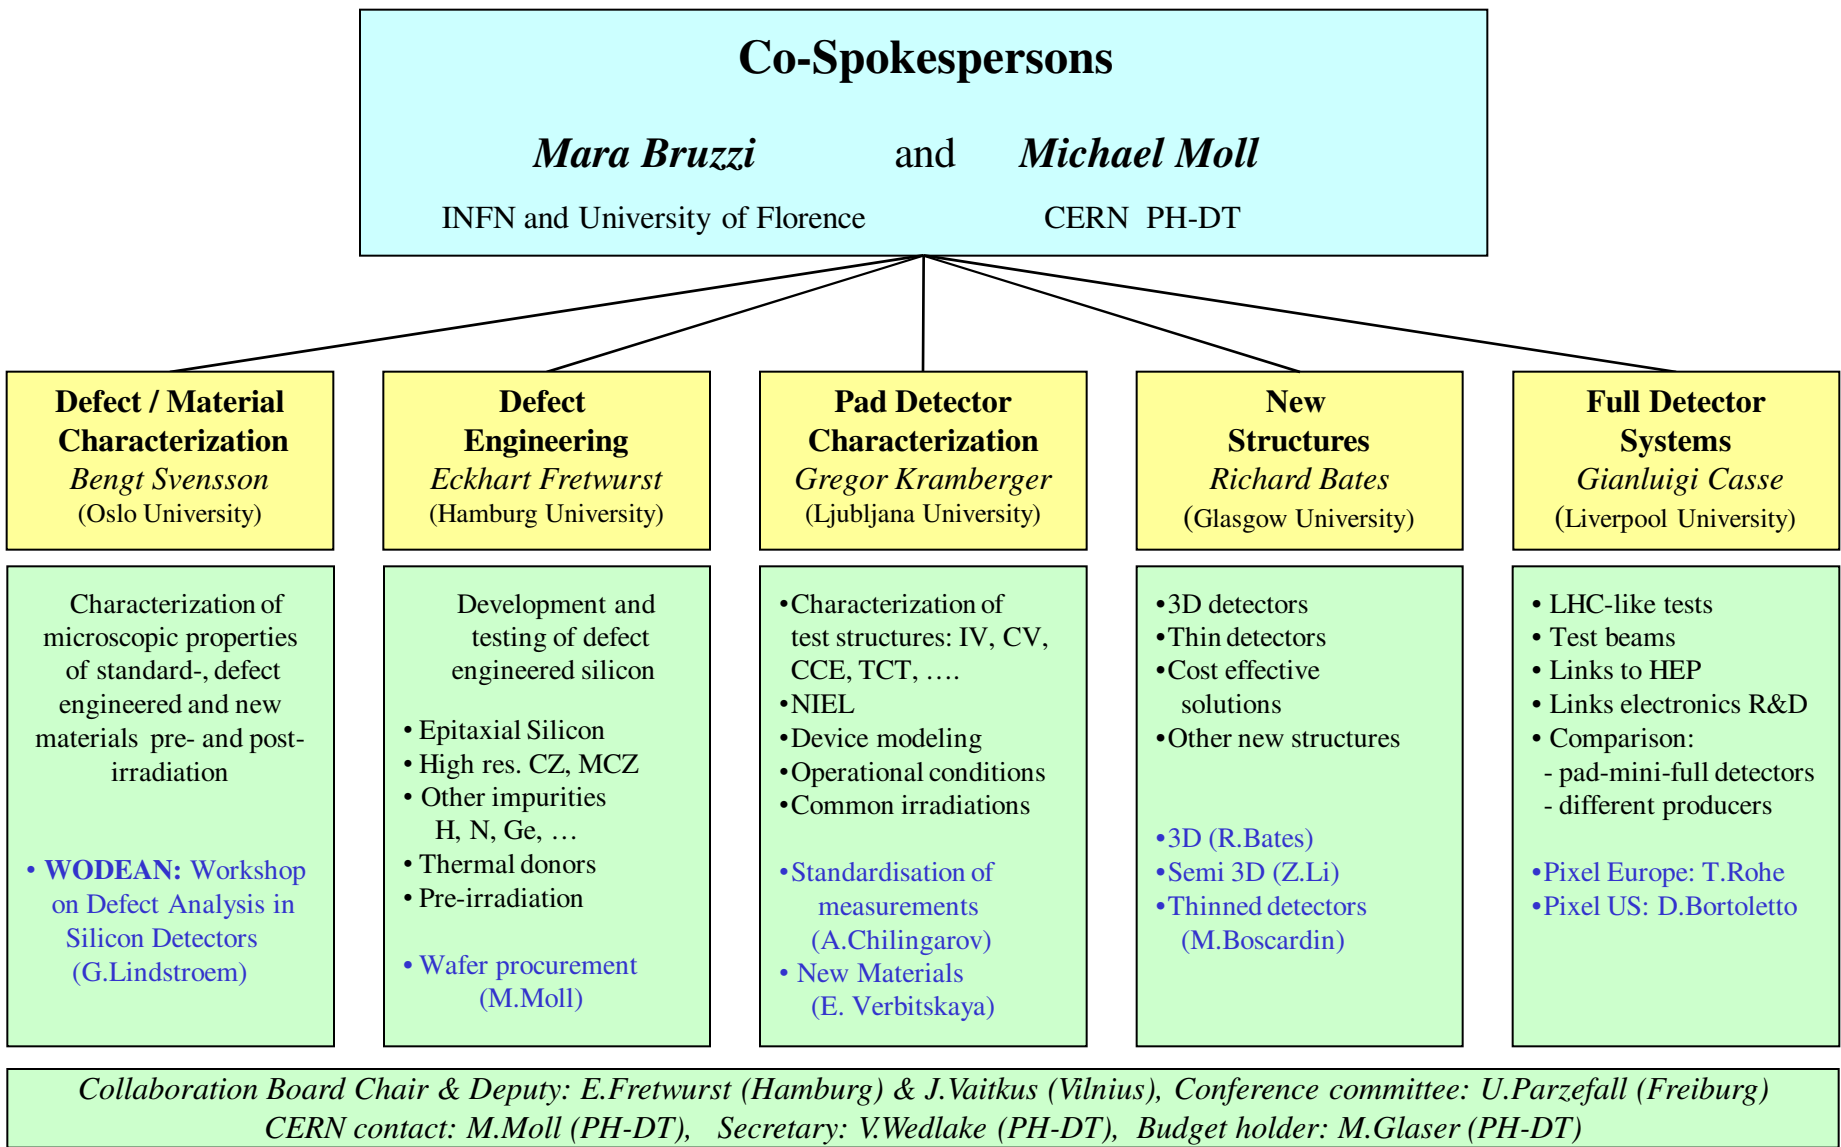 Co-Spokespersons
Mara Bruzzi and Michael Moll
INFN and University of Florence CERN PH-DT
Defect / Material
Characterization
Bengt Svensson
(Oslo University)
Defect
Engineering
Eckhart Fretwurst
(Hamburg University)
Pad Detector
Characterization
Gregor Kramberger
(Ljubljana University)
New
Structures
Richard Bates
(Glasgow University)
Full Detector
Systems
Gianluigi Casse
(Liverpool University)
Characterization of
microscopic properties
of standard-, defect
engineered and new
materials pre- and post-
irradiation
• WODEAN: Workshop
on Defect Analysis in
Silicon Detectors
(G.Lindstroem)
Development and
testing of defect
engineered silicon
• Epitaxial Silicon
• High res. CZ, MCZ
• Other impurities
H, N, Ge, …
• Thermal donors
• Pre-irradiation
• Wafer procurement
(M.Moll)
•Characterization of
test structures: IV, CV,
CCE, TCT, ….
•NIEL
•Device modeling
•Operational conditions
•Common irradiations
•Standardisation of
measurements
(A.Chilingarov)
• New Materials
(E. Verbitskaya)
•3D detectors
•Thin detectors
•Cost effective
solutions
•Other new structures
•3D (R.Bates)
•Semi 3D (Z.Li)
•Thinned detectors
(M.Boscardin)
• LHC-like tests
• Test beams
• Links to HEP
• Links electronics R&D
• Comparison:
- pad-mini-full detectors
- different producers
•Pixel Europe: T.Rohe
•Pixel US: D.Bortoletto
Collaboration Board Chair & Deputy: E.Fretwurst (Hamburg) & J.Vaitkus (Vilnius), Conference committee: U.Parzefall (Freiburg)
CERN contact: M.Moll (PH-DT), Secretary: V.Wedlake (PH-DT), Budget holder: M.Glaser (PH-DT)